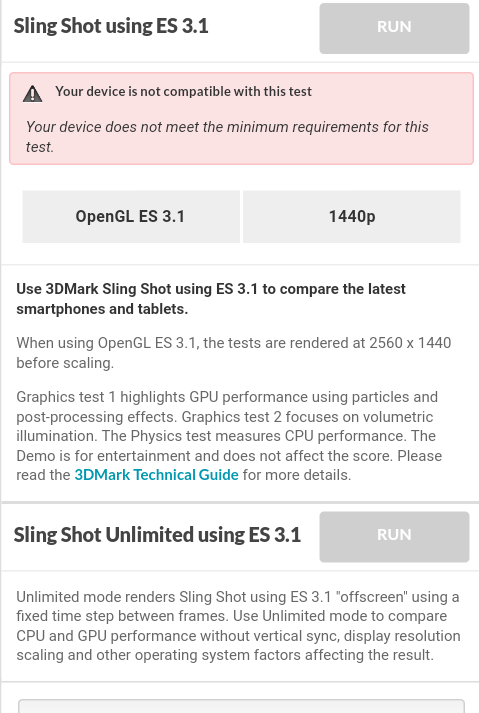 Sling Shot using ES 3.1
RUN
Your device is not compatible with this test
Your device does not meet the minimum requirements for this
test.
OpenGL ES 3.1
1440p
Use 3DMark Sling Shot using ES 3.1 to compare the latest
smartphones and tablets.
When using OpenGL ES 3.1, the tests are rendered at 2560 x 1440
before scaling.
Graphics test 1 highlights GPU performance using particles and
post-processing effects. Graphics test 2 focuses on volumetric
illumination. The Physics test measures CPU performance. The
Demo is for entertainment and does not affect the score. Please
read the 3DMark Technical Guide for more details.
Sling Shot Unlimited using ES 3.1
RUN
Unlimited mode renders Sling Shot using ES 3.1 "offscreen" using a
fixed time step between frames. Use Unlimited mode to compare
CPU and GPU performance without vertical sync, display resolution
scaling and other operating system factors affecting the result.